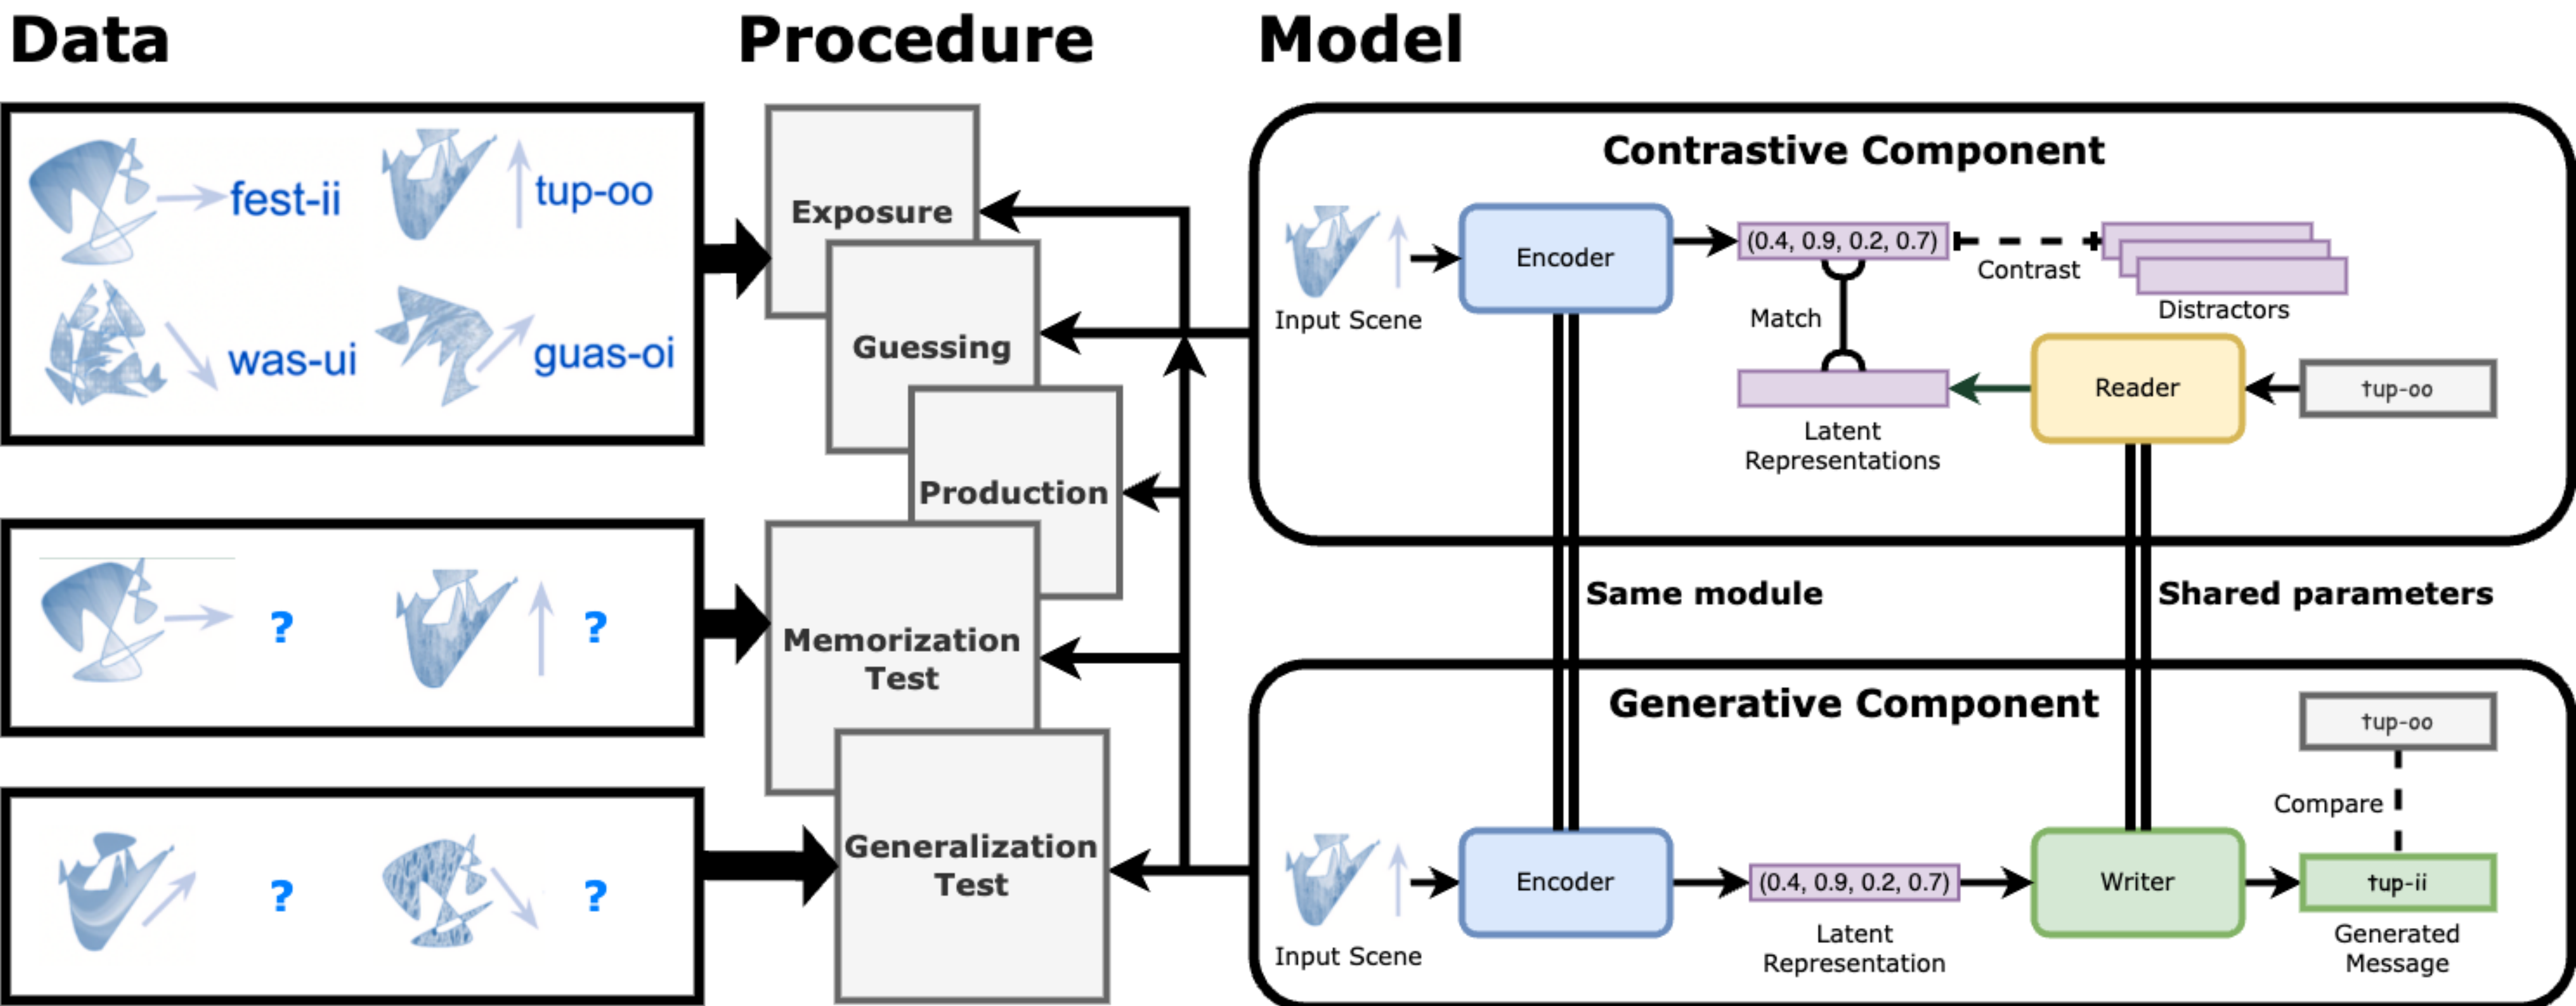 Data
Procedure
Model
fest-ii
tup-oo
was-ui
guas-oi
?
?
?
?
Exposure
Guessing
Production
Memorization
Test
Generalization
Test
Contrastive Component
Input Scene
Encoder
(0.4, 0.9, 0.2, 0.7)
Contrast
Distractors
Match
Latent
Representations
Reader
tup-oo
Same module
Shared parameters
Generative Component
Input Scene
Encoder
(0.4, 0.9, 0.2, 0.7)
Latent
Representation
Writer
tup-oo
Compare
tup-ii
Generated
Message